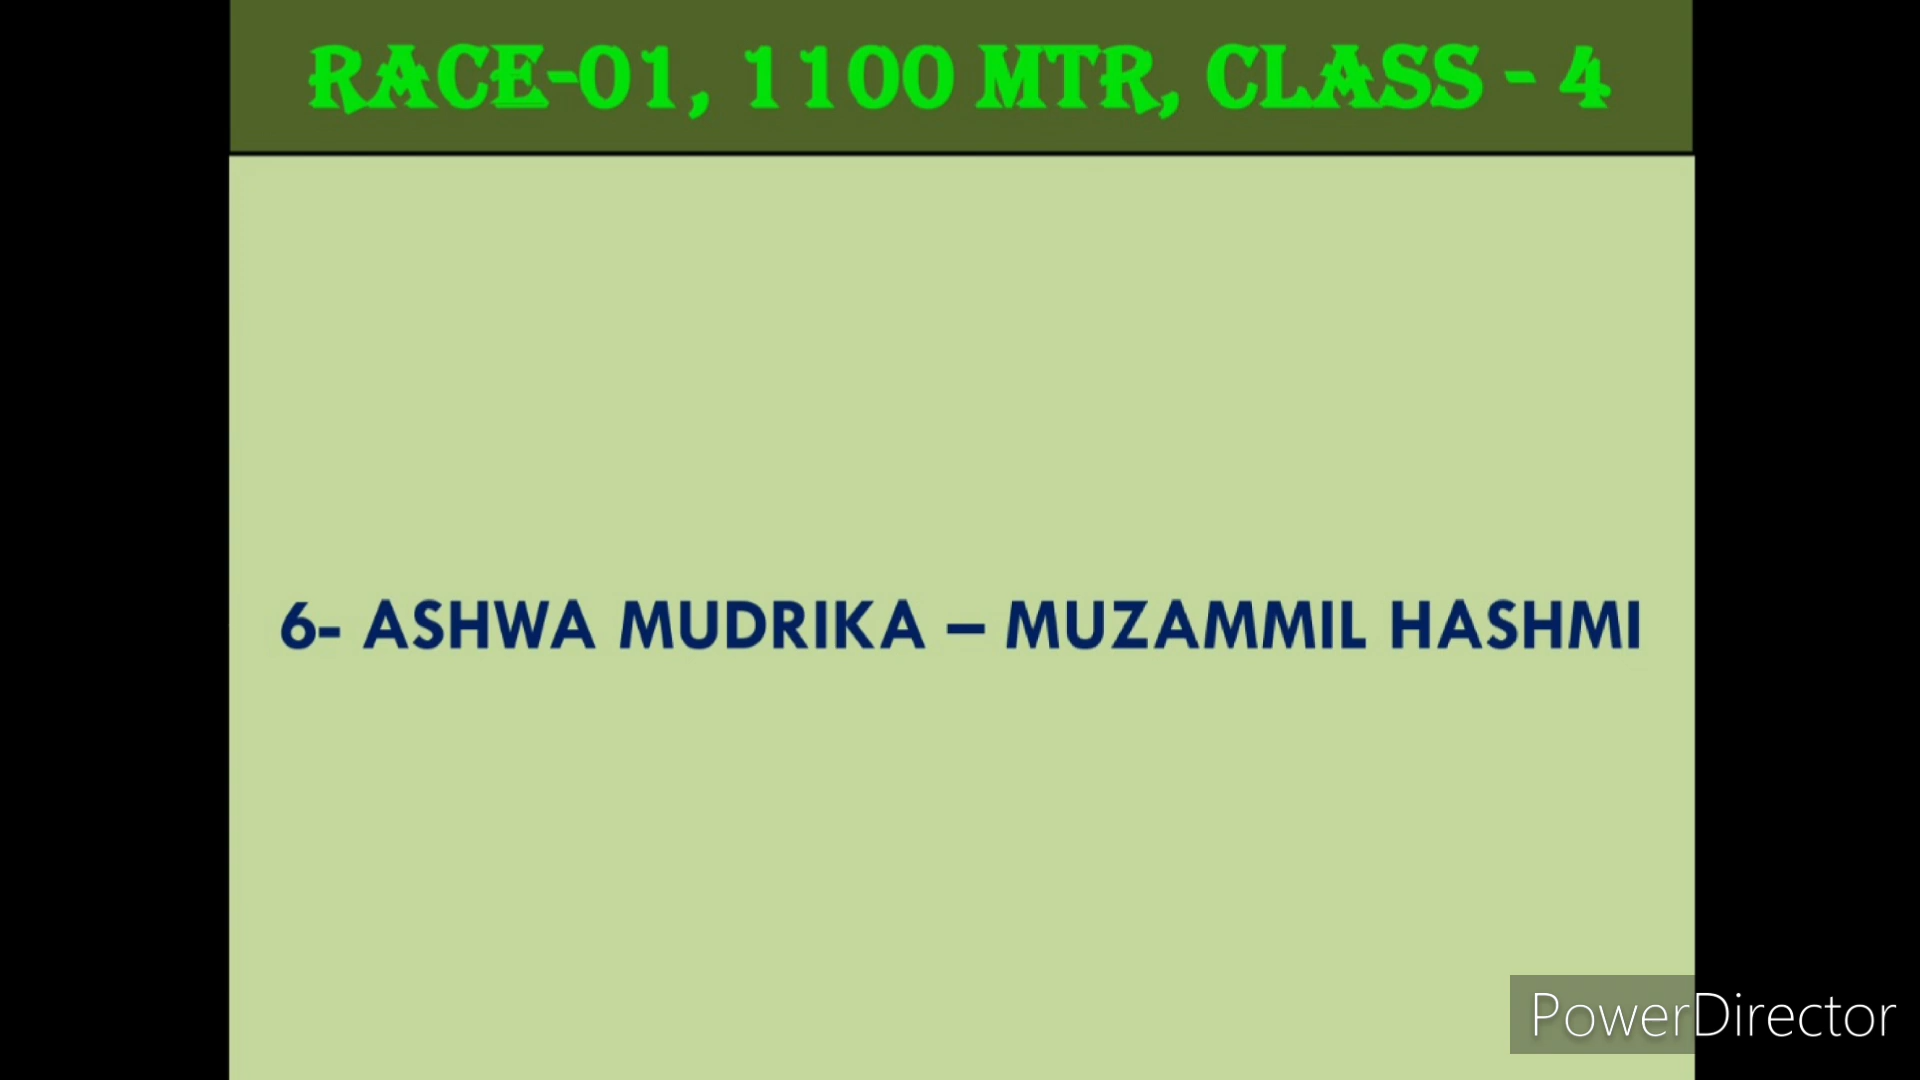 RACE-01, 1100 MTR, CLASS - 4
6- ASHWA MUDRIKA – MUZAMMIL HASHMI
PowerDirector